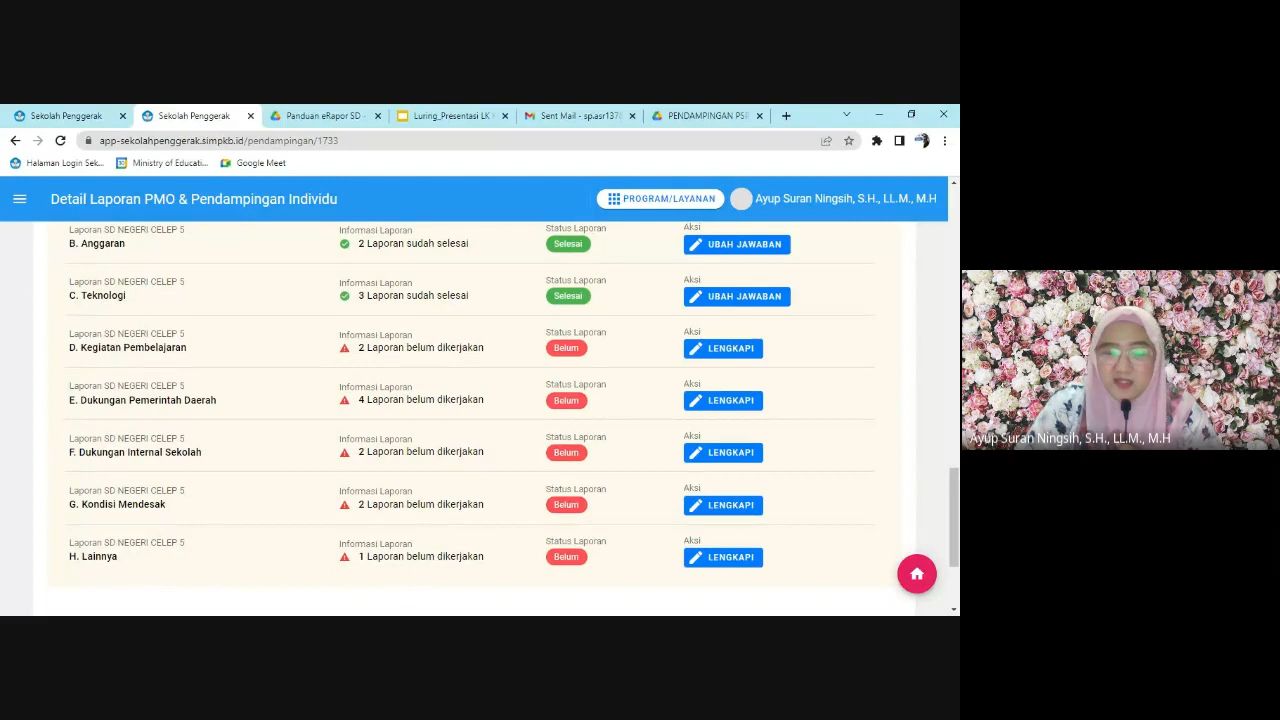 Sekolah Penggerak
Sekolah Penggerak
Panduan eRapor SD -
Luring_Presentasi LK
Sent Mail - sp.asr137
PENDAMPINGAN PSP
app-sekolahpenggerak.simpkb.id/pendampingan/1733
Halaman Login Sek...
Ministry of Educati...
Google Meet
Detail Laporan PMO & Pendampingan Individu
PROGRAM/LAYANAN
Ayup Suran Ningsih, S.H., LL.M., M.H
Laporan SD NEGERI CELEP 5
Informasi Laporan
Status Laporan
Aksi
B. Anggaran
2 Laporan sudah selesai
Selesai
UBAH JAWABAN
Laporan SD NEGERI CELEP 5
Informasi Laporan
Status Laporan
Aksi
C. Teknologi
3 Laporan sudah selesai
Selesai
UBAH JAWABAN
Laporan SD NEGERI CELEP 5
Informasi Laporan
Status Laporan
Aksi
D. Kegiatan Pembelajaran
2 Laporan belum dikerjakan
Belum
LENGKAPI
Laporan SD NEGERI CELEP 5
Informasi Laporan
Status Laporan
Aksi
E. Dukungan Pemerintah Daerah
4 Laporan belum dikerjakan
Belum
LENGKAPI
Laporan SD NEGERI CELEP 5
Informasi Laporan
Status Laporan
Aksi
F. Dukungan Internal Sekolah
2 Laporan belum dikerjakan
Belum
LENGKAPI
Laporan SD NEGERI CELEP 5
Informasi Laporan
Status Laporan
Aksi
G. Kondisi Mendesak
2 Laporan belum dikerjakan
Belum
LENGKAPI
Laporan SD NEGERI CELEP 5
Informasi Laporan
Status Laporan
Aksi
H. Lainnya
1 Laporan belum dikerjakan
Belum
LENGKAPI
Ayup Suran Ningsih, S.H., LL.M., M.H